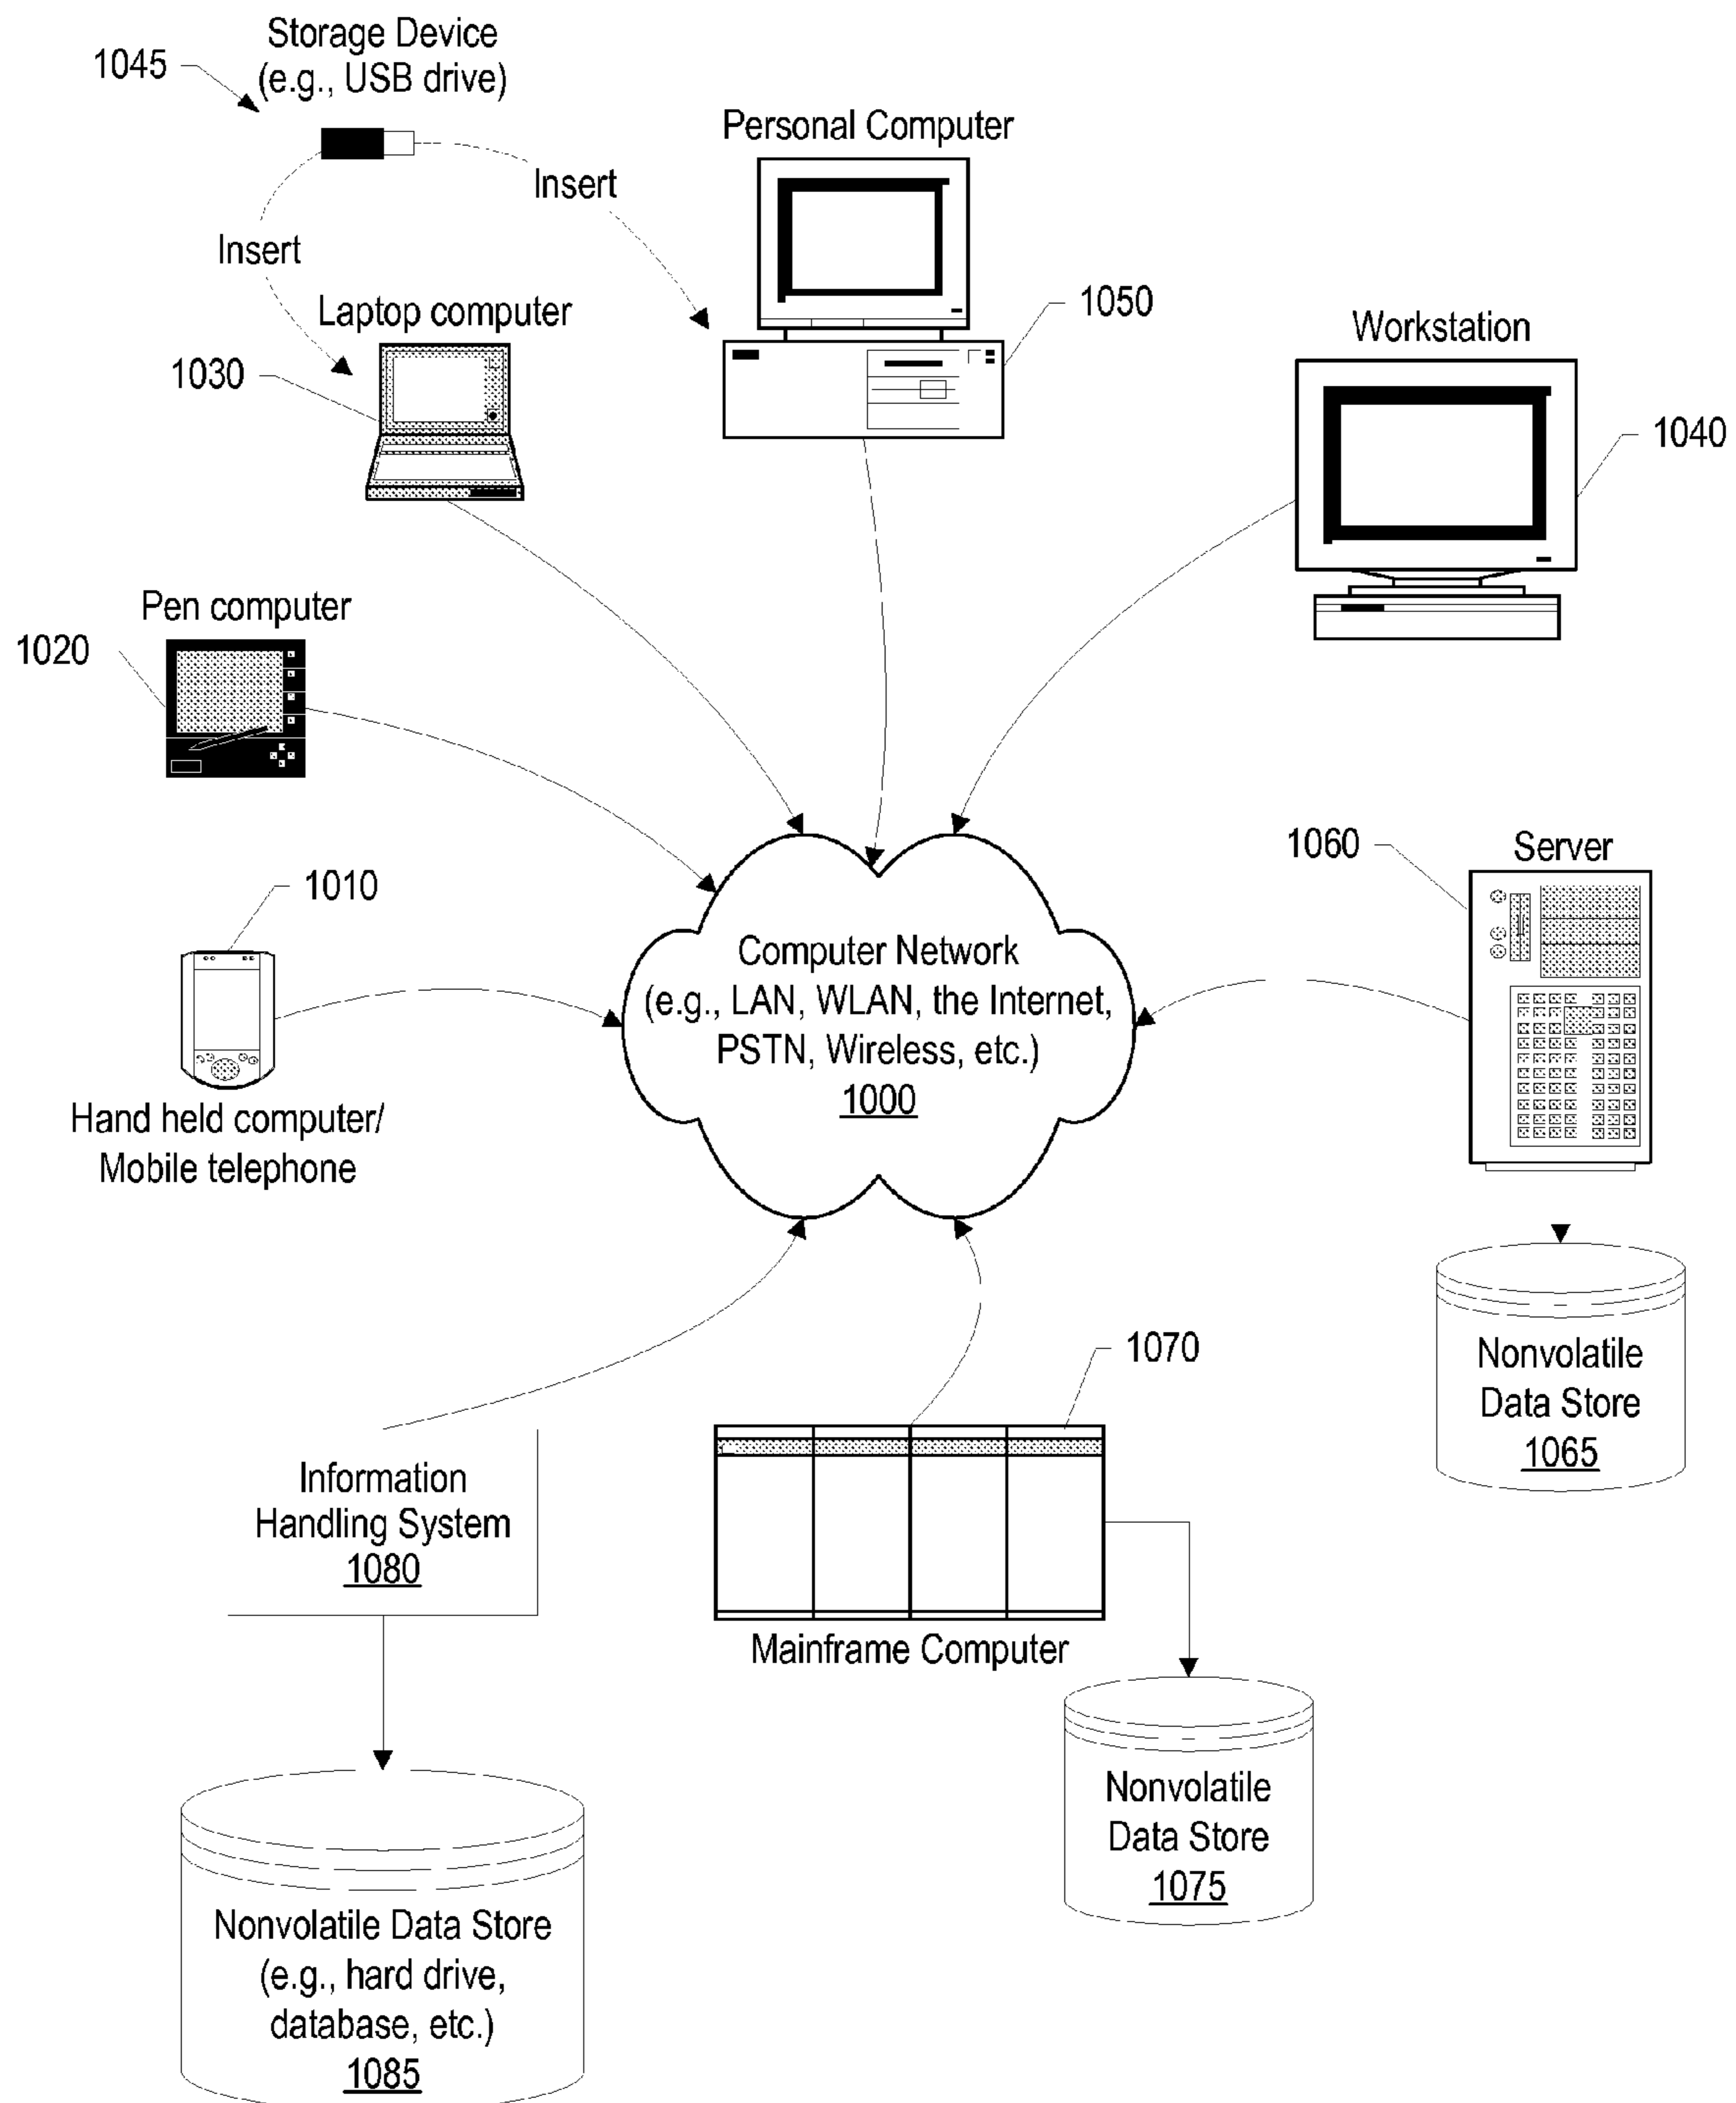 Storage Device
(e.g., USB drive)
1045
Personal Computer
Insert
Insert
Laptop computer
1050
1030
Workstation
1040
Pen computer
1020
1060
Server
1010
Computer Network
(e.g., LAN, WLAN, the Internet,
PSTN, Wireless, etc.)
1000
Hand held computer/
Mobile telephone
1070
Nonvolatile
Data Store
1065
Information
Handling System
1080
Mainframe Computer
Nonvolatile
Data Store
1075
Nonvolatile Data Store
(e.g., hard drive,
database, etc.)
1085